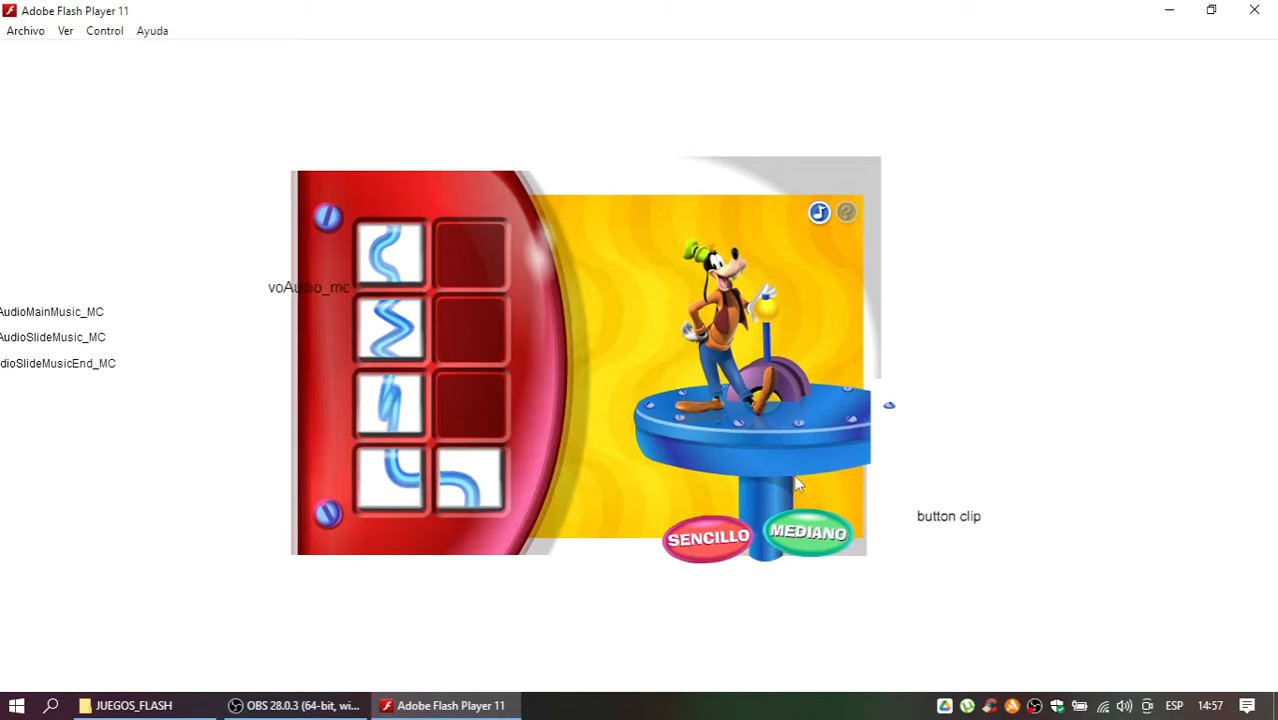 Adobe Flash Player 11
Archivo Ver Control Ayuda
voAudio_mc
AudioMainMusic_MC
AudioSlideMusic_MC
dioSlideMusicEnd_MC
button clip
SENCILLO
MEDIANO
JUEGOS_FLASH
OBS 28.0.3 (64-bit, wi...
Adobe Flash Player 11
ESP
14:57